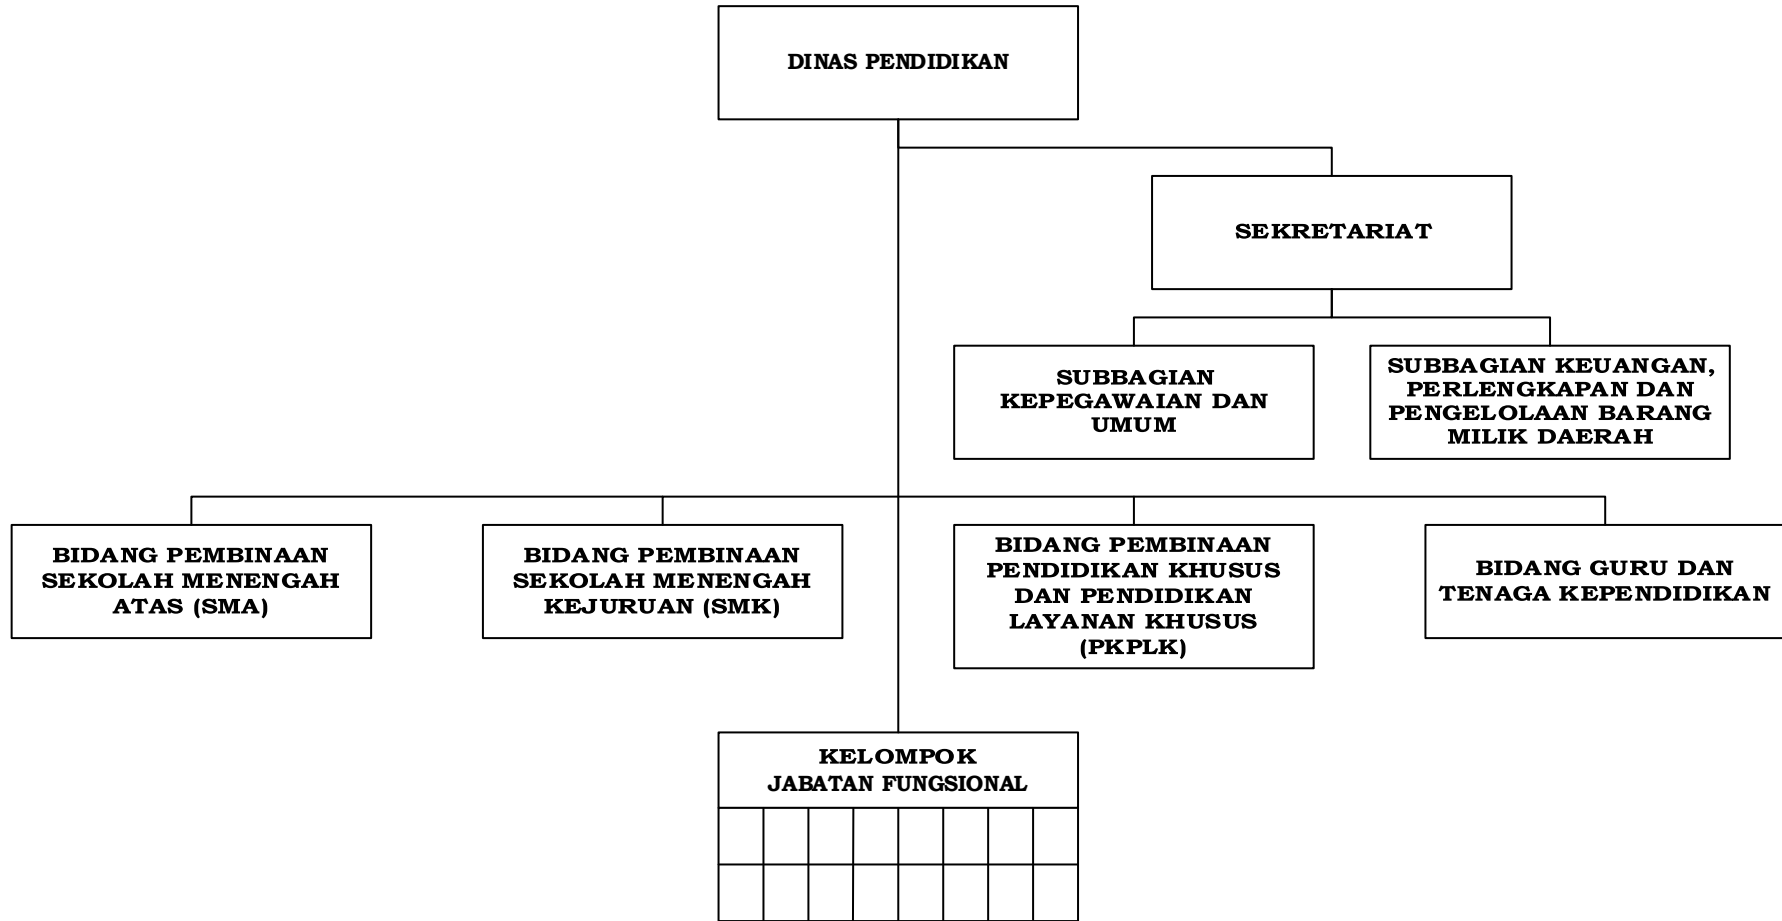 DINAS PENDIDIKAN
SEKRETARIAT
SUBBAGIAN
KEPEGAWAIAN DAN
UMUM
SUBBAGIAN KEUANGAN,
PERLENGKAPAN DAN
PENGELOLAAN BARANG
MILIK DAERAH
BIDANG PEMBINAAN
SEKOLAH MENENGAH
ATAS (SMA)
BIDANG PEMBINAAN
SEKOLAH MENENGAH
KEJURUAN (SMK)
BIDANG PEMBINAAN
PENDIDIKAN KHUSUS
DAN PENDIDIKAN
LAYANAN KHUSUS
(PKPLK)
BIDANG GURU DAN
TENAGA KEPENDIDIKAN
KELOMPOK
JABATAN FUNGSIONAL